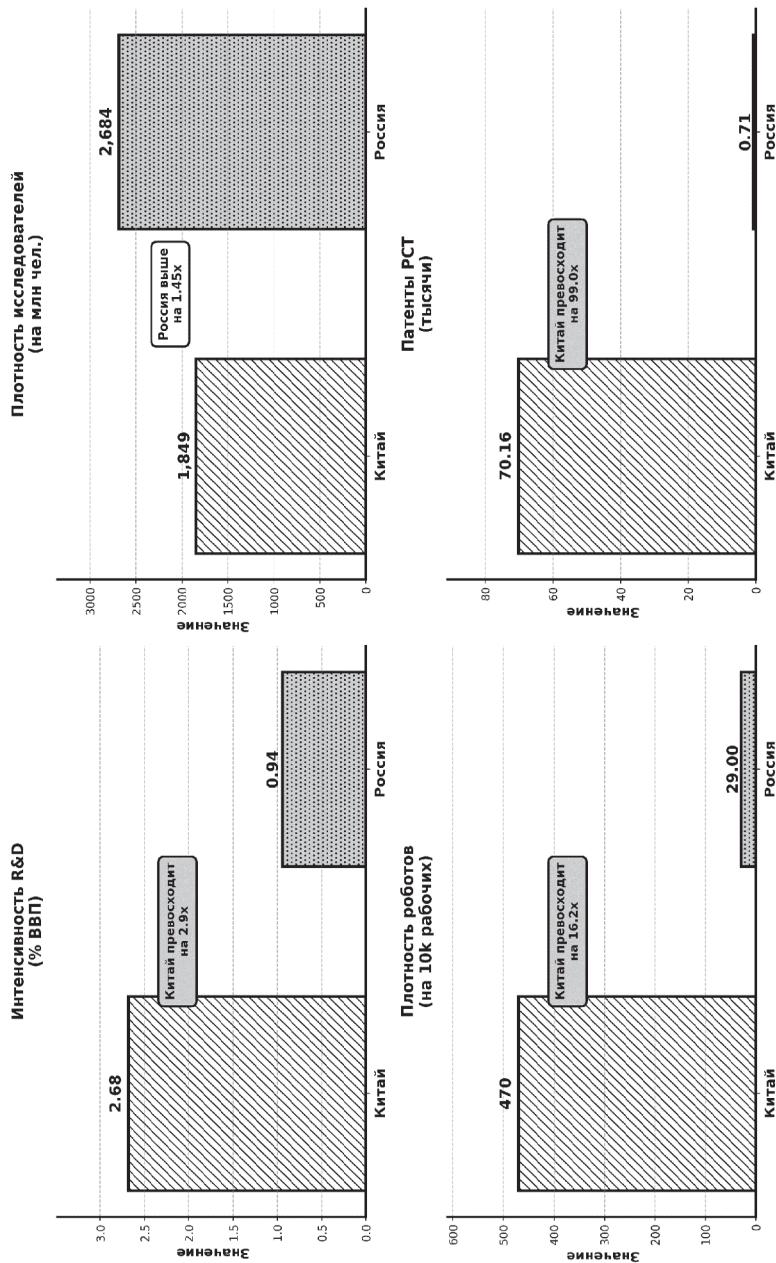 Интенсивность R&D
(% ВВП)
3.0
2.5
2.0
1.5
1.0
0.5
0.0
Значение
2.68
0.94
Китай превосходит
на 2.9x
Китай
Россия
Плотность исследователей
(на млн чел.)
3000
2500
2000
1500
1000
500
0
Значение
1,849
2,684
Россия выше
на 1.45x
Китай
Россия
Плотность роботов
(на 10k рабочих)
600
500
400
300
200
100
0
Значение
470
29.00
Китай превосходит
на 16.2x
Китай
Россия
Патенты PCT
(тысячи)
80
60
40
20
0
Значение
70.16
0.71
Китай превосходит
на 99.0x
Китай
Россия